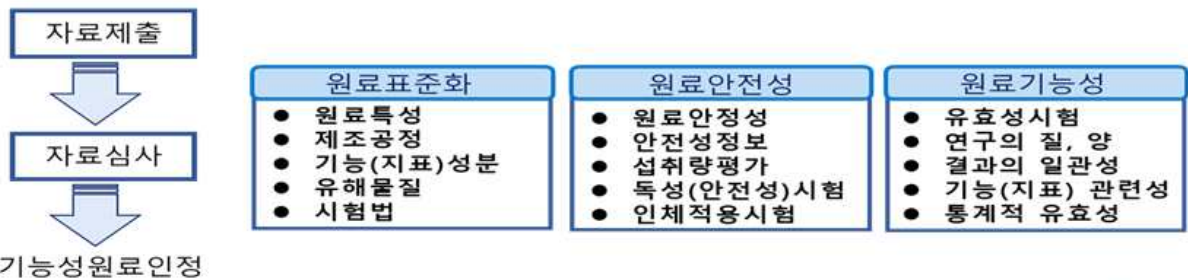 자료제출
자료심사
기능성원료인정
원료표준화
● 원료특성
● 제조공정
● 기능(지표)성분
● 유해물질
● 시험법
원료안전성
● 원료안정성
● 안전성정보
● 섭취량평가
● 독성(안전성)시험
● 인체적용시험
원료기능성
● 유효성시험
● 연구의 질, 양
● 결과의 일관성
● 기능(지표) 관련성
● 통계적 유효성